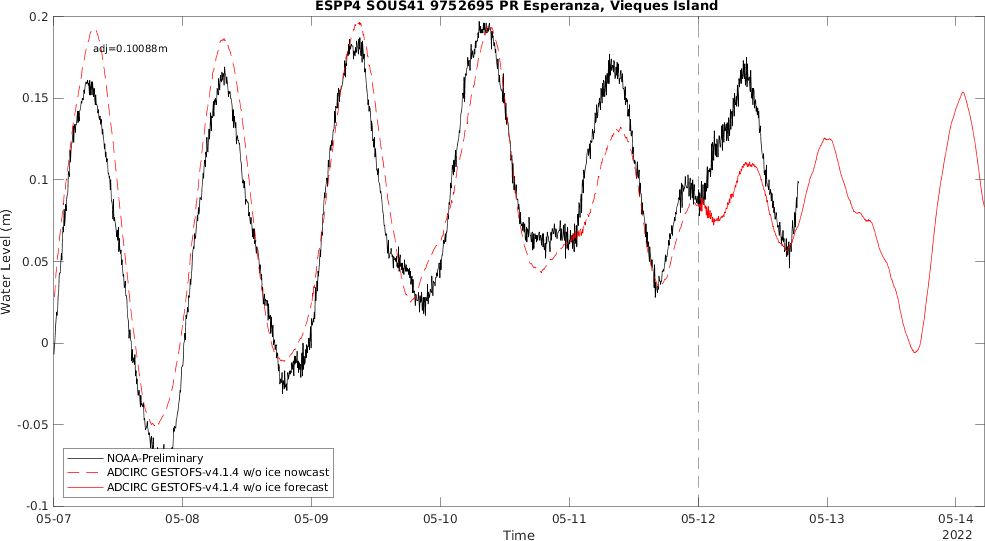 ESPP4 SOUS41 9752695 PR Esperanza, Vieques Island
adj=0.10088m
0.2
0.15
0.1
0.05
0
-0.05
-0.1
Water Level (m)
NOAA-Preliminary
ADCIRC GESTOFS-v4.1.4 w/o ice nowcast
ADCIRC GESTOFS-v4.1.4 w/o ice forecast
05-07 05-08 05-09 05-10 05-11 05-12 05-13 05-14
Time
2022